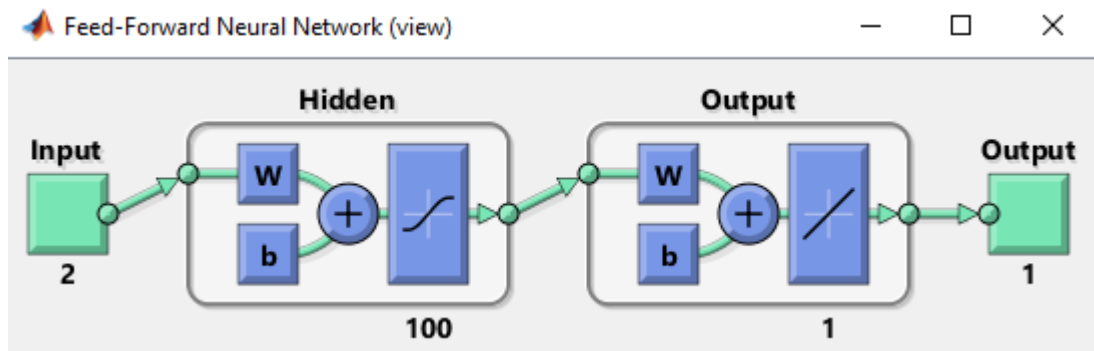 Feed-Forward Neural Network (view)
Hidden
Output
Input
Output
W
W
+
+
b
b
2
1
100
1